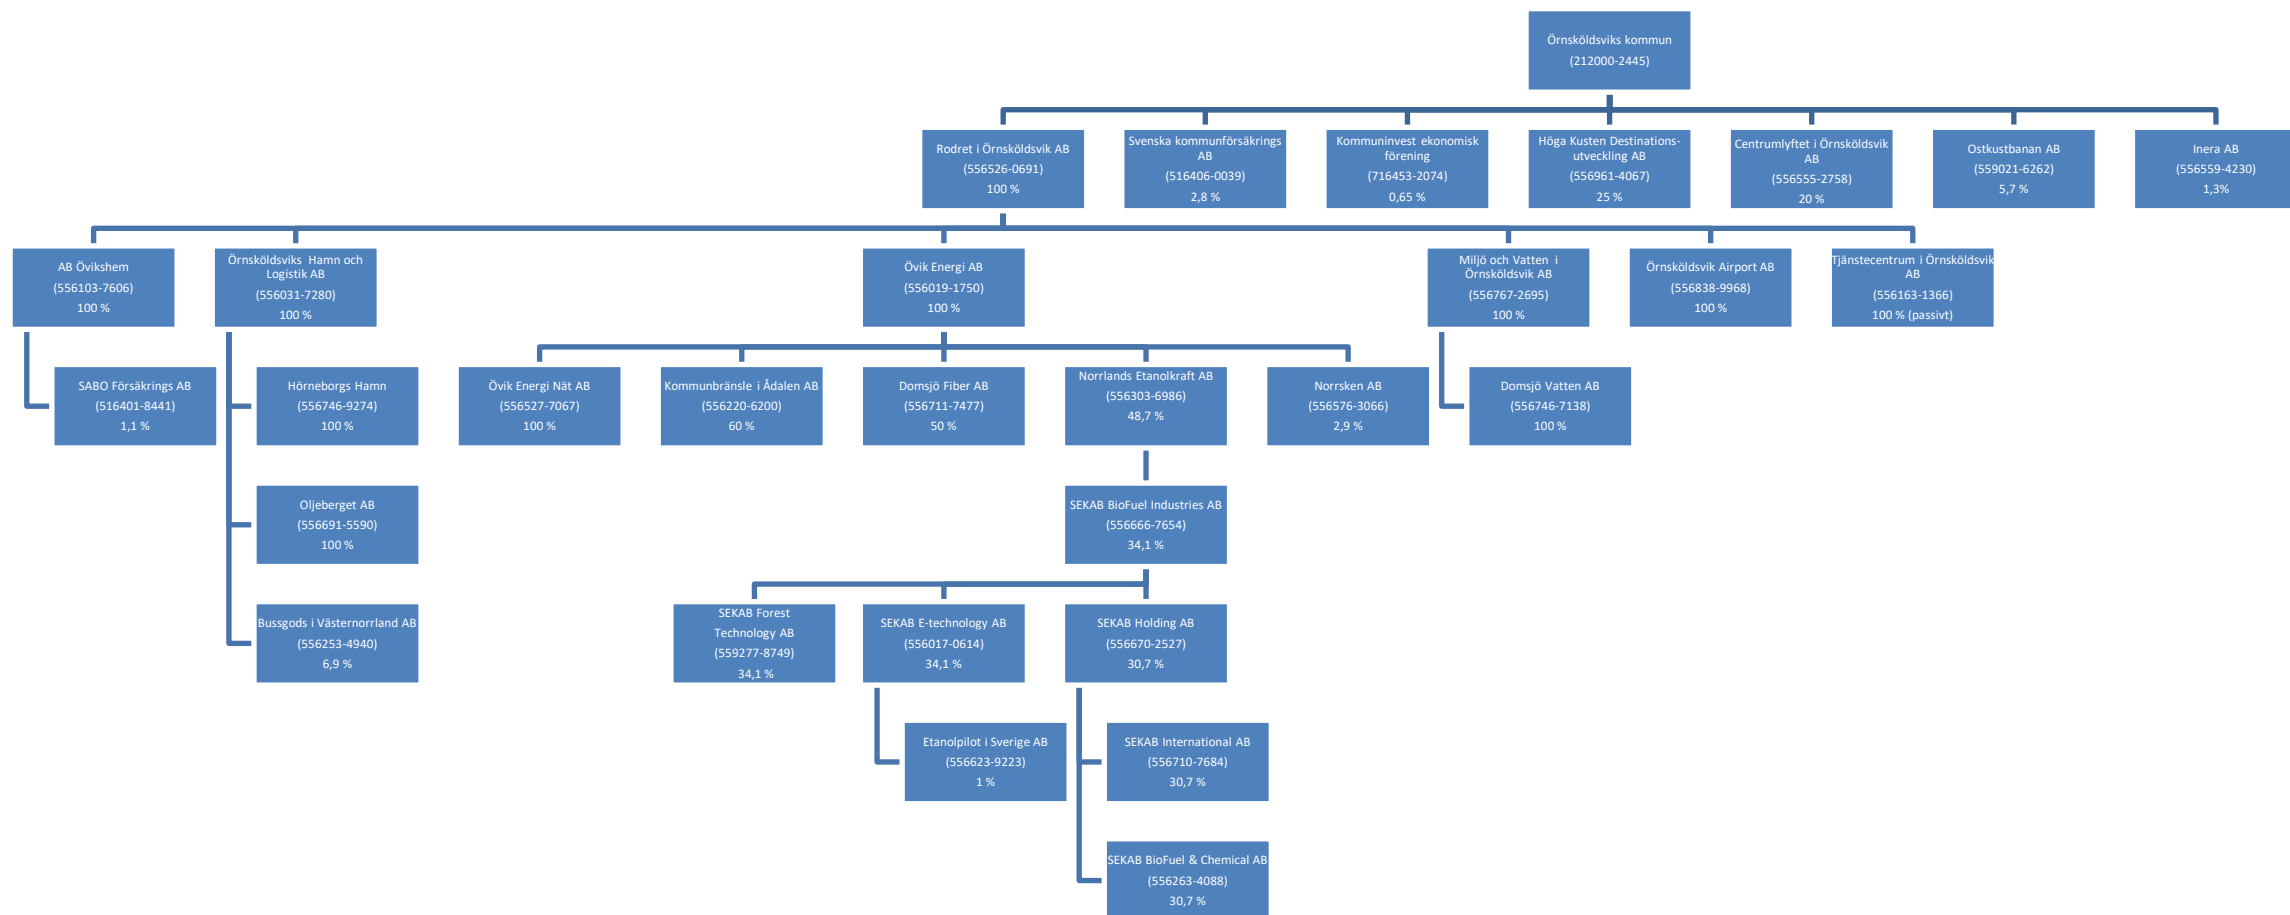 Örnsköldsviks kommun
(212000-2445)
Rodret i Örnsköldsvik AB
(556526-0691)
100 %
Svenska kommunförsäkrings
AB
(516406-0039)
2,8 %
Kommuninvest ekonomisk
förening
(716453-2074)
0,65 %
Höga Kusten Destinations-
utveckling AB
(556961-4067)
25 %
Centrumlyftet i Örnsköldsvik
AB
(556555-2758)
20 %
Ostkustbanan AB
(559021-6262)
5,7 %
Inera AB
(556559-4230)
1,3%
AB Övikshem
(556103-7606)
100 %
Örnsköldsviks Hamn och
Logistik AB
(556031-7280)
100 %
Övik Energi AB
(556019-1750)
100 %
Miljö och Vatten i
Örnsköldsvik AB
(556767-2695)
100 %
Örnsköldsvik Airport AB
(556838-9968)
100 %
Tjänstecentrum i Örnsköldsvik
AB
(556163-1366)
100 % (passivt)
SABO Försäkrings AB
(516401-8441)
1,1 %
Hörneborgs Hamn
(556746-9274)
100 %
Övik Energi Nät AB
(556527-7067)
100 %
Kommunbränsle i Ådalen AB
(556220-6200)
60 %
Domsjö Fiber AB
(556711-7477)
50 %
Norrlands Etanolkraft AB
(556303-6986)
48,7 %
Norrsken AB
(556576-3066)
2,9 %
Domsjö Vatten AB
(556746-7138)
100 %
Oljeberget AB
(556691-5590)
100 %
SEKAB BioFuel Industries AB
(556666-7654)
34,1 %
Bussgods i Västernorrland AB
(556253-4940)
6,9 %
SEKAB Forest
Technology AB
(559277-8749)
34,1 %
SEKAB E-technology AB
(556017-0614)
34,1 %
SEKAB Holding AB
(556670-2527)
30,7 %
Etanolpilot i Sverige AB
(556623-9223)
1 %
SEKAB International AB
(556710-7684)
30,7 %
SEKAB BioFuel & Chemical AB
(556263-4088)
30,7 %